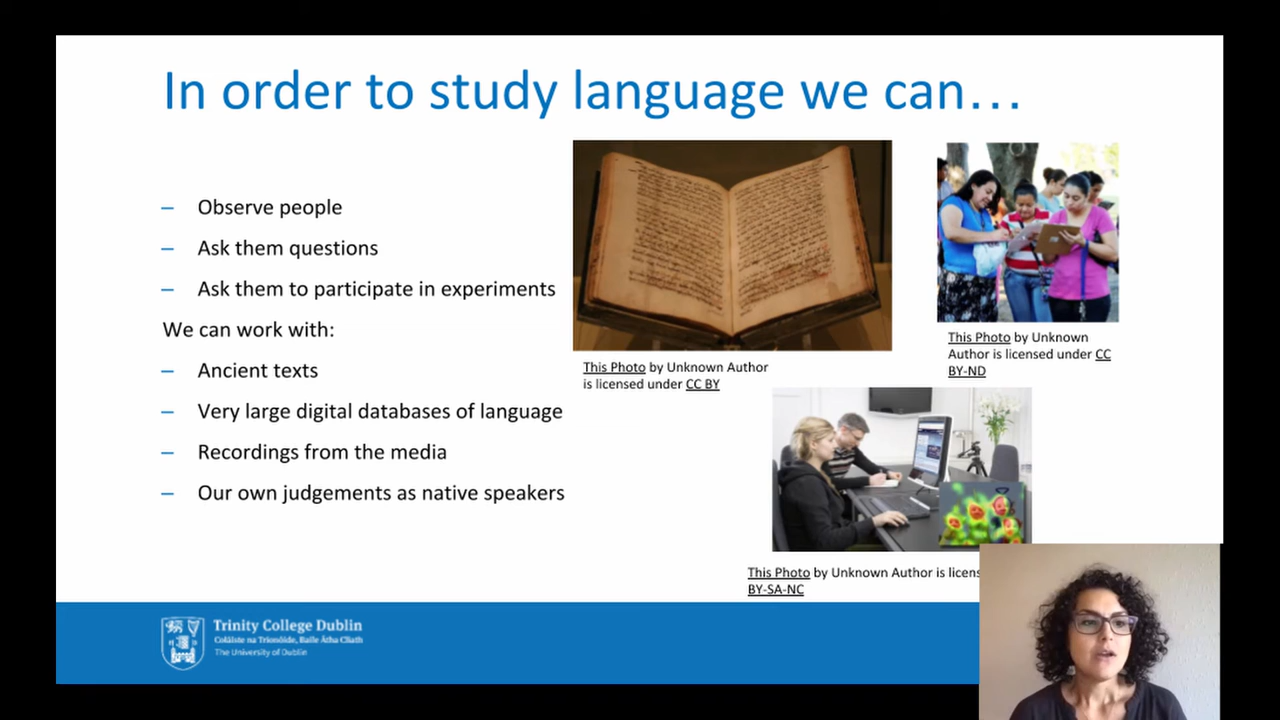 In order to study language we can…
– Observe people
– Ask them questions
– Ask them to participate in experiments
We can work with:
– Ancient texts
– Very large digital databases of language
– Recordings from the media
– Our own judgements as native speakers
This Photo by Unknown Author
is licensed under CC BY
This Photo by Unknown
Author is licensed under CC
BY-ND
This Photo by Unknown Author is licens
BY-SA-NC
Trinity College Dublin
Coláiste na Tríonóide, Baile Átha Cliath
The University of Dublin